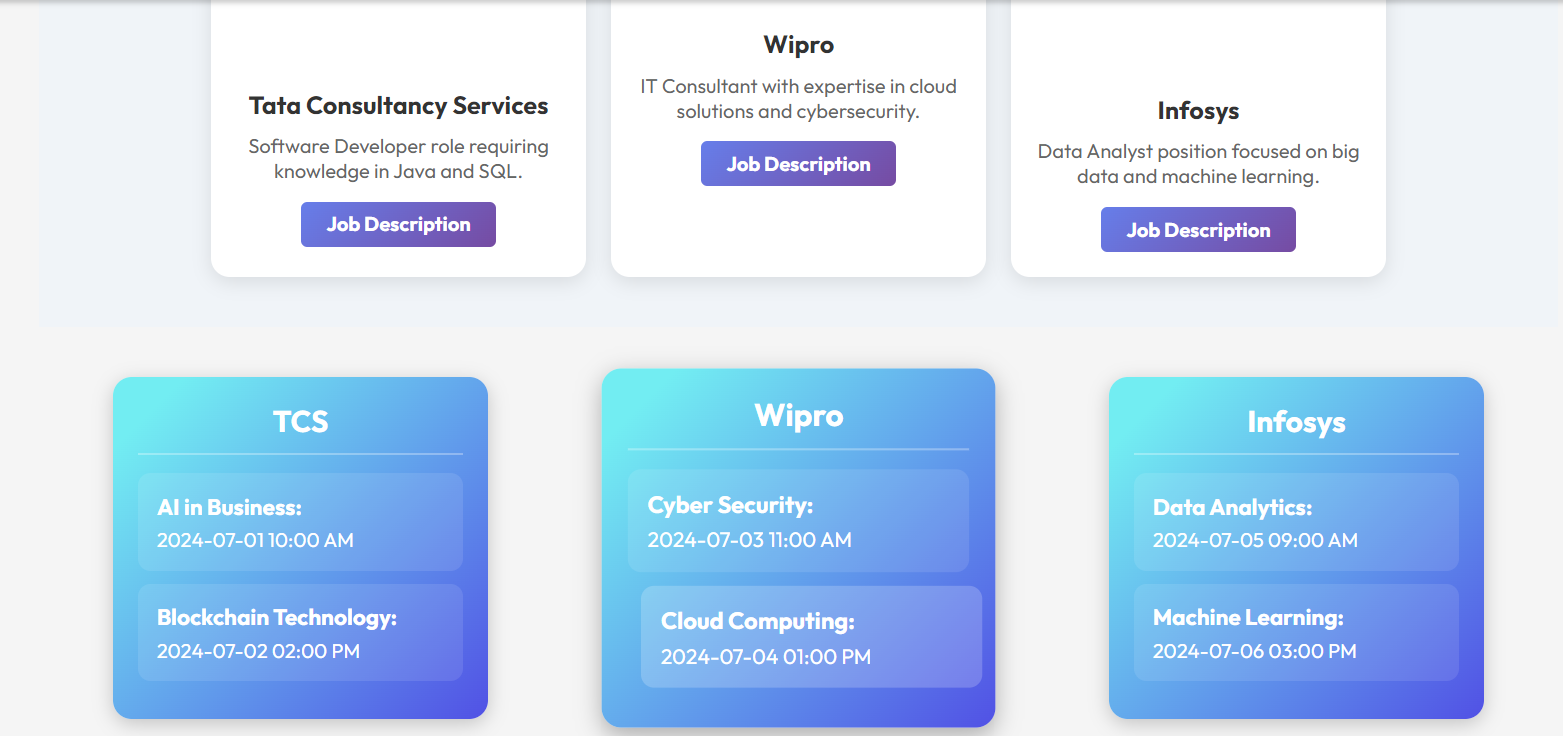 Tata Consultancy Services
Software Developer role requiring
knowledge in Java and SQL.
Job Description
Wipro
IT Consultant with expertise in cloud
solutions and cybersecurity.
Job Description
Infosys
Data Analyst position focused on big
data and machine learning.
Job Description
TCS
AI in Business:
2024-07-01 10:00 AM
Blockchain Technology:
2024-07-02 02:00 PM
Wipro
Cyber Security:
2024-07-03 11:00 AM
Cloud Computing:
2024-07-04 01:00 PM
Infosys
Data Analytics:
2024-07-05 09:00 AM
Machine Learning:
2024-07-06 03:00 PM